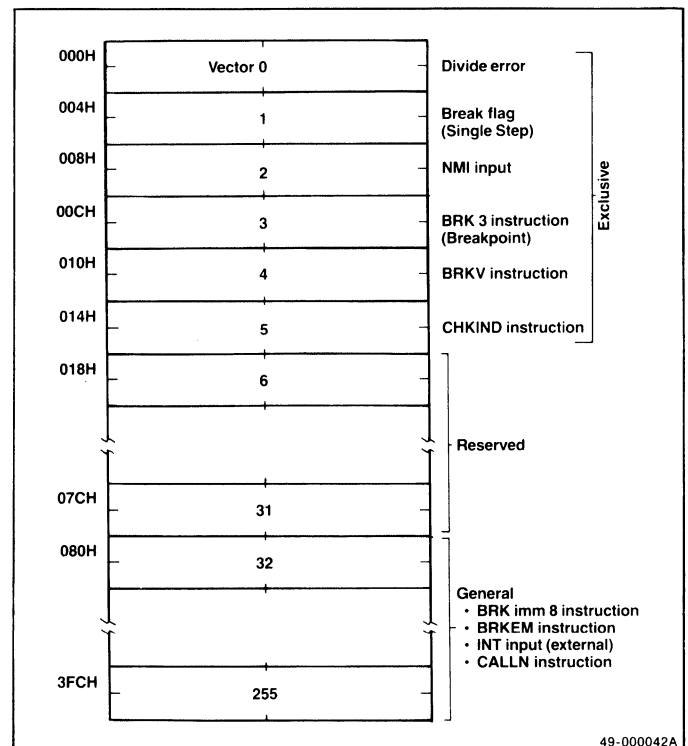 000H
Vector 0
Divide error
004H
1
Break flag
(Single Step)
008H
2
NMI input
00CH
3
BRK 3 instruction
(Breakpoint)
010H
4
BRKV instruction
014H
5
CHKIND instruction
Exclusive
018H
6
Reserved
07CH
31
080H
32
General
• BRK imm 8 instruction
• BRKEM instruction
• INT input (external)
• CALLN instruction
3FCH
255
49-000042A